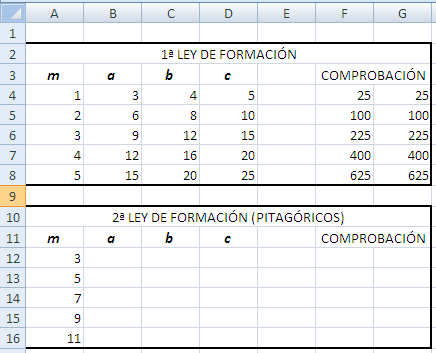 A B C D E F G
1
2 1ª LEY DE FORMACIÓN
3 m a b c COMPROBACIÓN
4 1 3 4 5 25 25
5 2 6 8 10 100 100
6 3 9 12 15 225 225
7 4 12 16 20 400 400
8 5 15 20 25 625 625
9
10 2ª LEY DE FORMACIÓN (PITAGÓRICOS)
11 m a b c COMPROBACIÓN
12 3
13 5
14 7
15 9
16 11